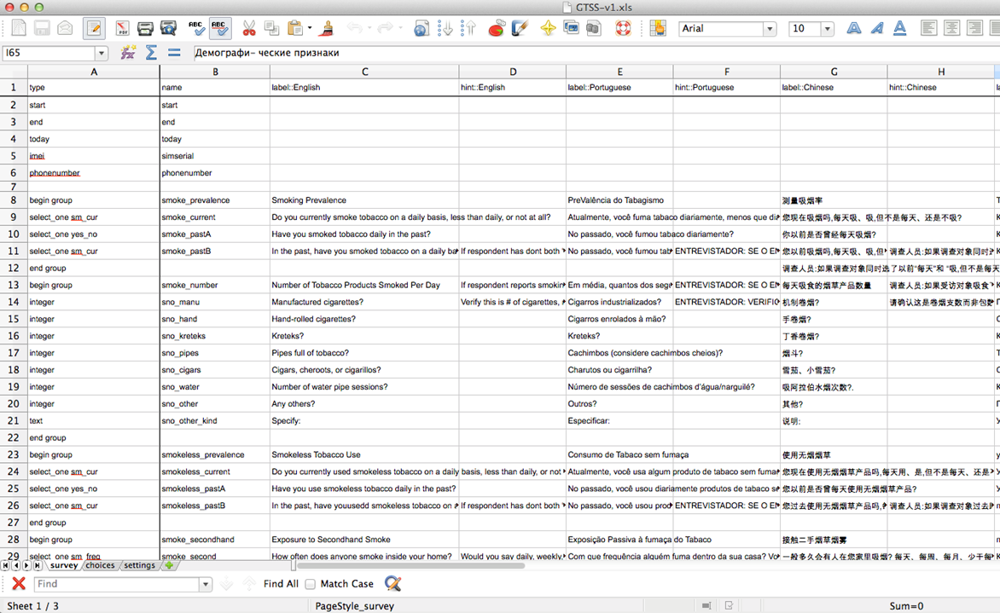 GTSS-v1.xls
ABC ABC Arial 10
I65 Демографи- ческие признаки
A B C D E F G H
1 type name label::English hint::English label::Portuguese hint::Portuguese label::Chinese hint::Chinese
2 start start
3 end end
4 today today
5 imei simserial
6 phonenumber phonenumber
7
8 begin group smoke_prevalence Smoking Prevalence PreValência do Tabagismo 测量吸烟率
9 select_one sm_cur smoke_current Do you currently smoke tobacco on a daily basis, less than daily, or not at all? Atualmente, você fuma tabaco diariamente, menos que di 您现在吸烟吗,每天吸、吸,但不是每天、还是不吸?
10 select_one yes_no smoke_pastA Have you smoked tobacco daily in the past? No passado, você fumou tabaco diariamente? 你以前是否曾经每天吸烟?
11 select_one sm_cur smoke_pastB In the past, have you smoked tobacco on a daily ba If respondent has dont both No passado, você fumou tab ENTREVISTADOR: SE O EN 您以前吸烟吗,每天吸、吸,但 调查人员:如果调查对象同时选
12 end group 调查人员:如果调查对象同时选了以前“每天”和 “吸,但不是每天
13 begin group smoke_number Number of Tobacco Products Smoked Per Day If respondent reports smokin Em média, quantos dos seg ENTREVISTADOR: SE O EN 每天吸食的烟草产品数量 调查人员:如果受访对象吸食
14 integer sno_manu Manufactured cigarettes? Verify this is # of cigarettes, Cigarros industrializados? ENTREVISTADOR: VERIFIC 机制卷烟? 请确认这是卷烟支数而非包数
15 integer sno_hand Hand-rolled cigarettes? Cigarros enrolados à mão? 手卷烟?
16 integer sno_kreteks Kreteks? Kreteks? 丁香卷烟?
17 integer sno_pipes Pipes full of tobacco? Cachimbos (considere cachimbos cheios)? 烟斗?
18 integer sno_cigars Cigars, cheroots, or cigarillos? Charutos ou cigarrilha? 雪茄、小雪茄?
19 integer sno_water Number of water pipe sessions? Número de sessões de cachimbos d'água/narguilé? 吸阿拉伯水烟次数?.
20 integer sno_other Any others? Outros? 其他?
21 text sno_other_kind Specify: Especificar: 说明:
22 end group
23 begin group smokeless_prevalence Smokeless Tobacco Use Consumo de Tabaco sem fumaça 使用无烟烟草
24 select_one sm_cur smokeless_current Do you currently used smokeless tobacco on a daily basis, less than daily, or not Atualmente, você usa algum produto de tabaco sem fuma 您现在使用无烟烟草产品吗,每天用、是,但不是每天、还是
25 select_one yes_no smokeless_pastA Have you use smokeless tobacco daily in the past? No passado, você usou diariamente produtos de tabaco s 您以前是否曾每天使用无烟烟草产品?
26 select_one sm_cur smokeless_pastB In the past, have youusedd smokeless tobacco on If respondent has dont both No passado, você usou prod ENTREVISTADOR: SE O EN 您过去使用无烟烟草产品吗, 调查人员:如果调查对象过去
27 end group
28 begin group smoke_secondhand Exposure to Secondhand Smoke Exposição Passiva à fumaça do Tabaco 接触二手烟草烟雾
29 select_one sm_freq smoke_second How often does anyone smoke inside your home? Would you say daily, weekly, Com que frequência alguém fuma dentro da sua casa? Vo 一般多久会有人在您家里吸烟? 每天、每周、每月、少于每
survey choices settings
Find Find All Match Case
Sheet 1 / 3 PageStyle_survey Sum=0